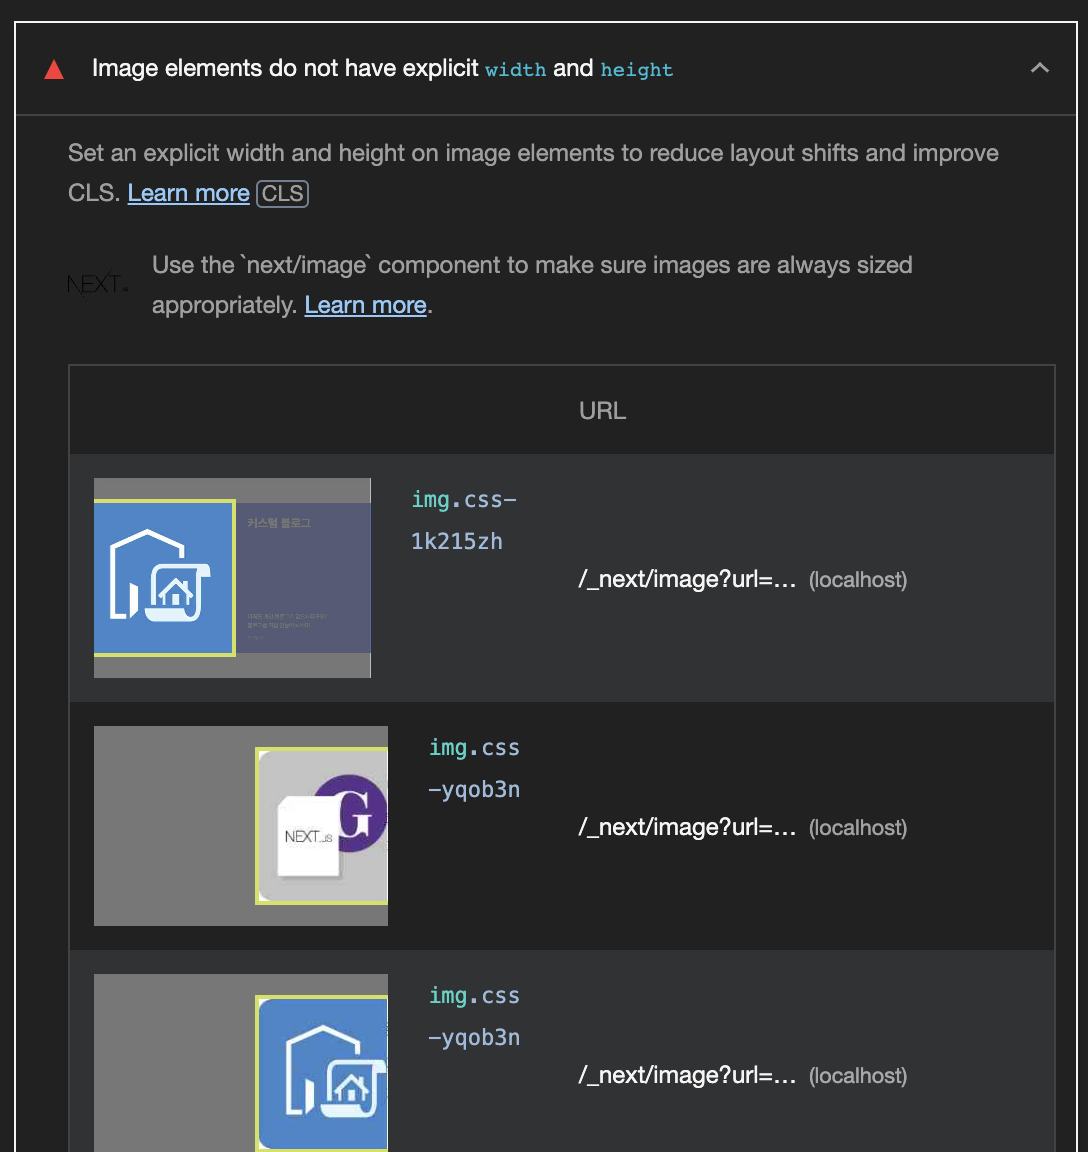 Image elements do not have explicit width and height
Set an explicit width and height on image elements to reduce layout shifts and improve
CLS. Learn more CLS
NEXT.JS
Use the `next/image` component to make sure images are always sized
appropriately. Learn more.
URL
커스텀 블로그
img.css-
1k215zh
/_next/image?url=… (localhost)
G
NEXT.JS
img.css
-yqob3n
/_next/image?url=… (localhost)
img.css
-yqob3n
/_next/image?url=… (localhost)